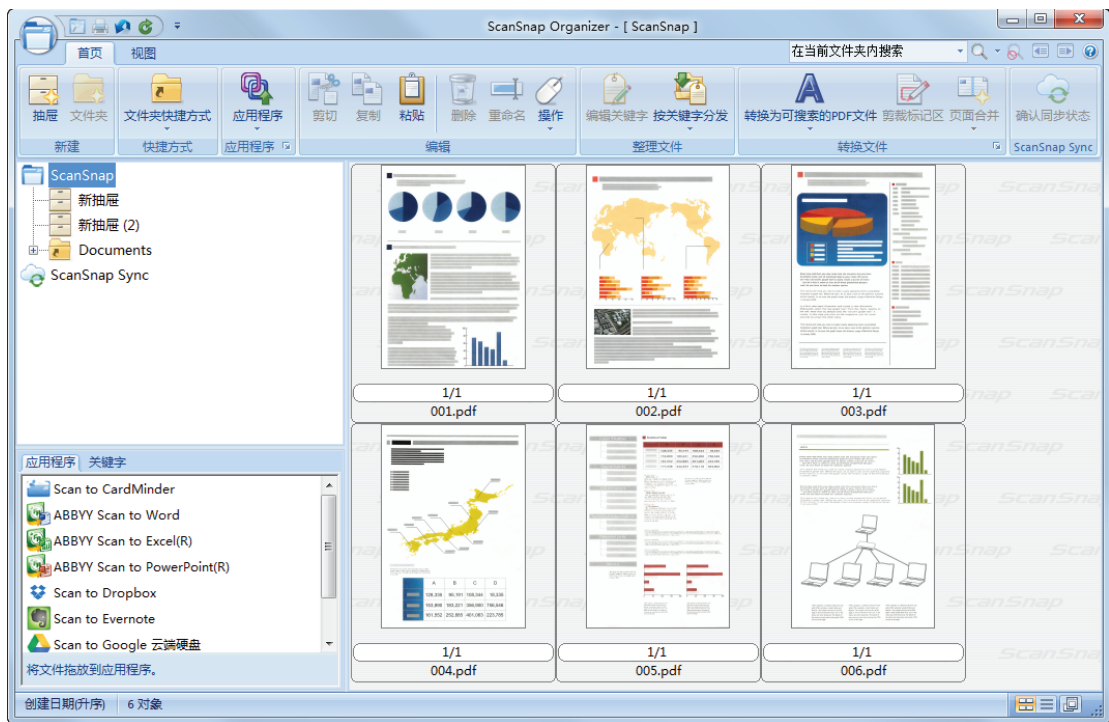 ScanSnap Organizer - [ ScanSnap ]
首页 视图
在当前文件夹内搜索
抽屉 文件夹 文件夹快捷方式 应用程序 剪切 复制 粘贴 删除 重命名 操作 编辑关键字 按关键字分发 转换为可搜索的PDF文件 剪裁标记区 页面合并 确认同步状态
新建 快捷方式 应用程序 编辑 整理文件 转换文件 ScanSnap Sync
ScanSnap
新抽屉
新抽屉 (2)
Documents
ScanSnap Sync
1/1 1/1 1/1
001.pdf 002.pdf 003.pdf
应用程序 关键字
Scan to CardMinder
ABBYY Scan to Word
ABBYY Scan to Excel(R)
ABBYY Scan to PowerPoint(R)
Scan to Dropbox
Scan to Evernote
Scan to Google 云端硬盘
将文件拖放到应用程序。
A B C D
1/1 1/1 1/1
004.pdf 005.pdf 006.pdf
创建日期(升序) 6 对象